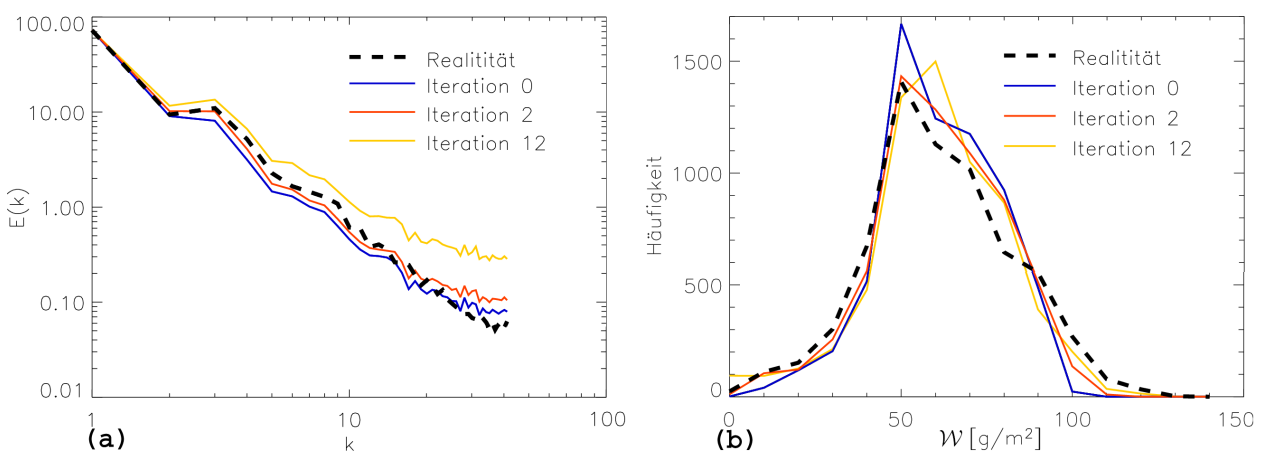 100.00
10.00
1.00
0.10
0.01
E(k)
1
10
100
k
(a)
Realitität
Iteration 0
Iteration 2
Iteration 12
1500
1000
500
0
Häufigkeit
0
50
100
150
W [g/m²]
(b)
Realitität
Iteration 0
Iteration 2
Iteration 12